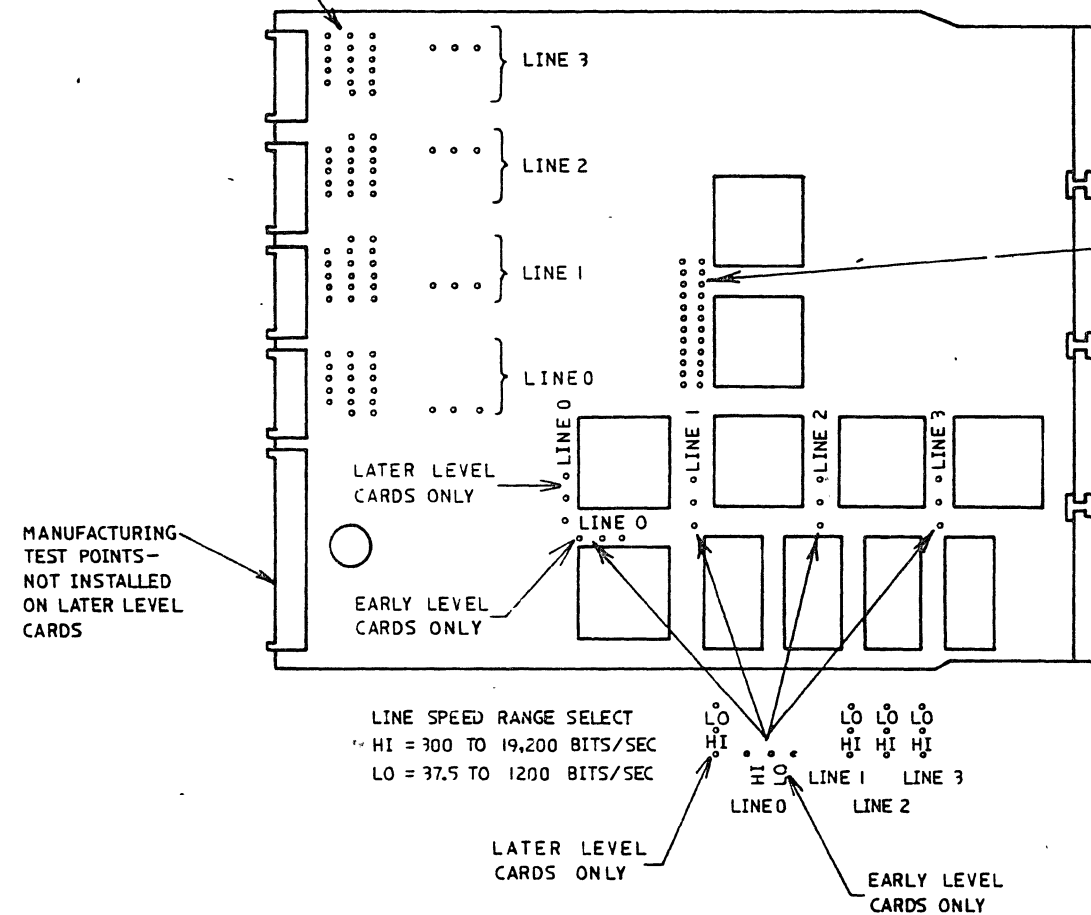 LINE 3
LINE 2
LINE 1
LINE 0
LINE 0
LINE 1
LINE 2
LINE 3
LATER LEVEL
CARDS ONLY
LINE 0
MANUFACTURING
TEST POINTS-
NOT INSTALLED
ON LATER LEVEL
CARDS
EARLY LEVEL
CARDS ONLY
LINE SPEED RANGE SELECT
HI = 300 TO 19,200 BITS/SEC
LO = 37.5 TO 1200 BITS/SEC
LO
HI
HI
LO
LINE 0
LO LO LO
HI HI HI
LINE 1 LINE 3
LINE 2
LATER LEVEL
CARDS ONLY
EARLY LEVEL
CARDS ONLY